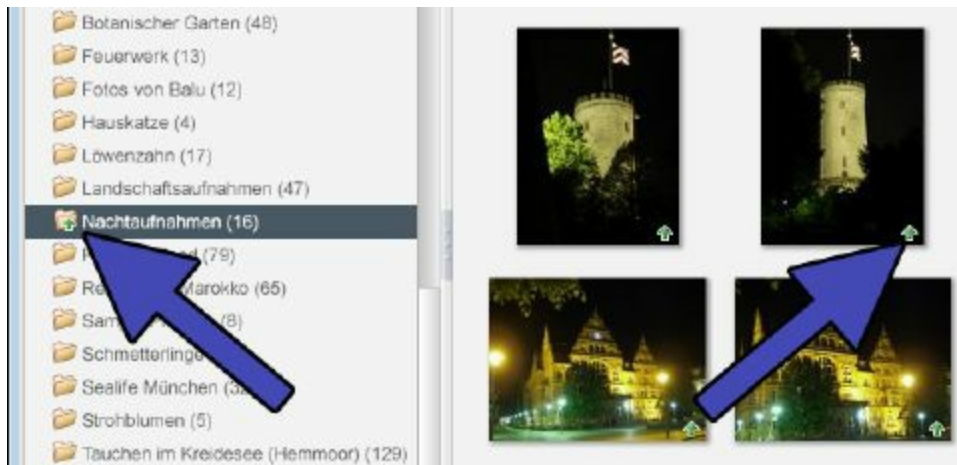 Botanischer Garten (48)
Feuerwerk (13)
Fotos von Balu (12)
Hauskatze (4)
Löwenzahn (17)
Landschaftsaufnahmen (47)
Nachtaufnahmen (16)
(79)
Marokko (65)
(8)
Schmetterlinge
Sealife München
Strohblumen (5)
Tauchen im Kreidesee (Hemmoor) (129)